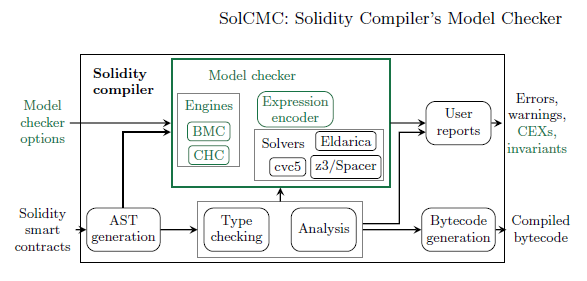 SolCMC: Solidity Compiler's Model Checker
Solidity
compiler
Model checker
Engines
BMC
CHC
Expression
encoder
Solvers
Eldarica
cvc5
z3/Spacer
Model
checker
options
User
reports
Errors,
warnings,
CEXs,
invariants
Solidity
smart
contracts
AST
generation
Type
checking
Analysis
Bytecode
generation
Compiled
bytecode